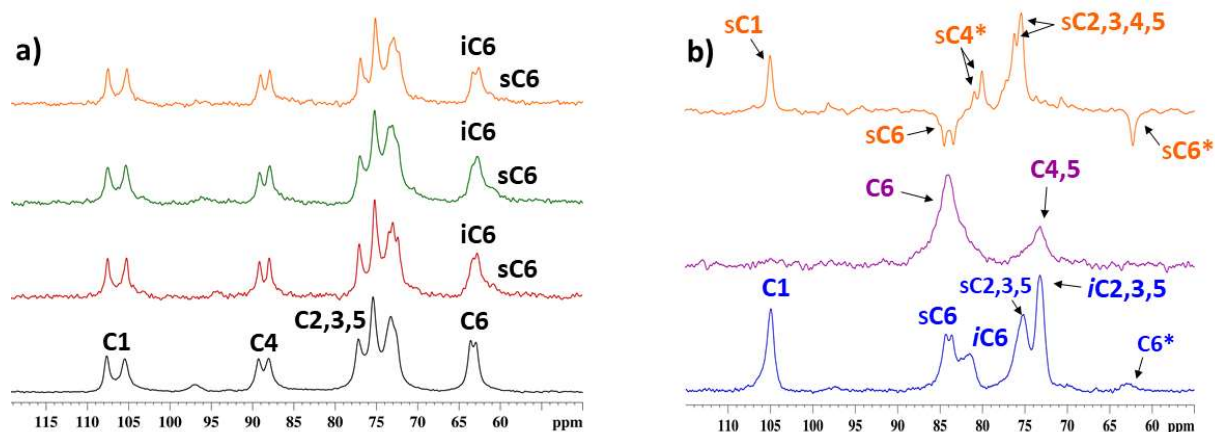 a)
iC6
sC6
iC6
sC6
iC6
sC6
C1
C4
C2,3,5
C6
110 105 100 95 90 85 80 75 70 65 60 ppm
b)
sC1
sC4*
sC2,3,4,5
sC6
sC6*
C6
C4,5
C1
sC6
iC6
sC2,3,5
iC2,3,5
C6*
110 105 100 95 90 85 80 75 70 65 60 ppm